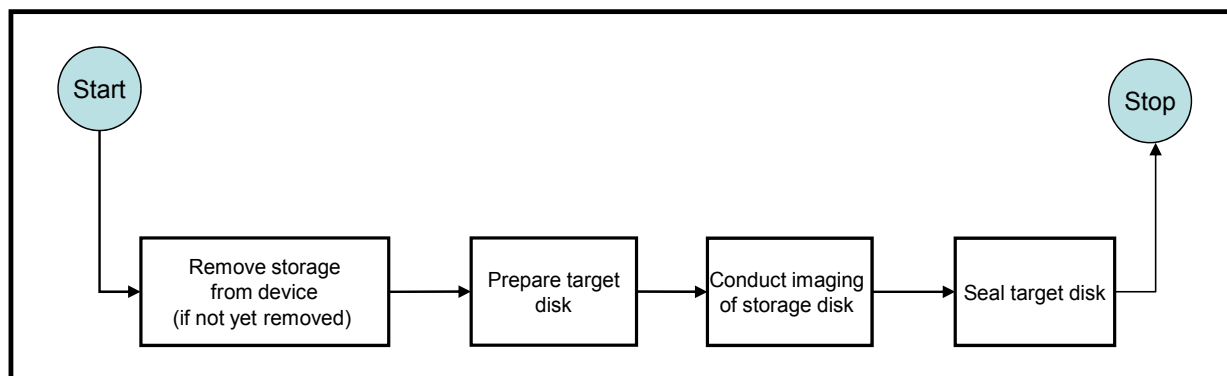 Start
Stop
Remove storage
from device
(if not yet removed)
Prepare target
disk
Conduct imaging
of storage disk
Seal target disk